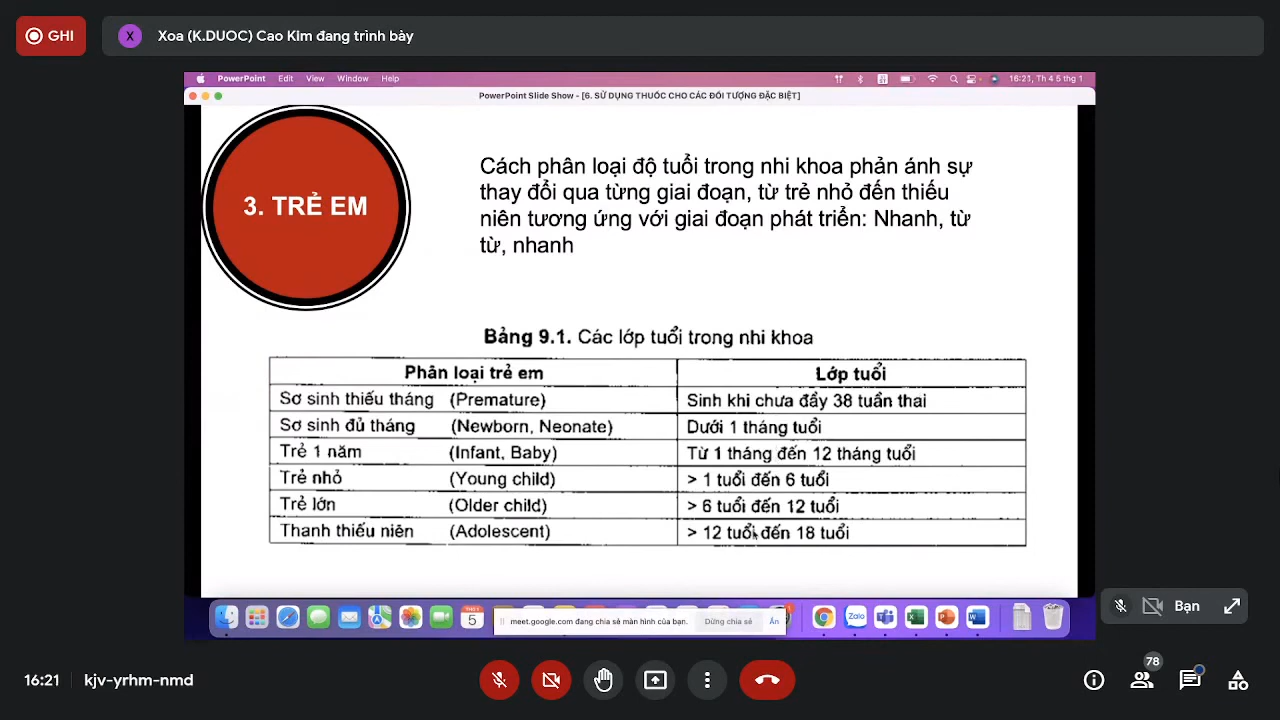 GHI
X
Xoa (K.DUOC) Cao Kim đang trình bày
PowerPoint Edit View Window Help
16:21, Th 4 5 thg 1
PowerPoint Slide Show - [6. SỬ DỤNG THUỐC CHO CÁC ĐỐI TƯỢNG ĐẶC BIỆT]
3. TRẺ EM
Cách phân loại độ tuổi trong nhi khoa phản ánh sự
thay đổi qua từng giai đoạn, từ trẻ nhỏ đến thiếu
niên tương ứng với giai đoạn phát triển: Nhanh, từ
từ, nhanh
Bảng 9.1. Các lớp tuổi trong nhi khoa
Phân loại trẻ em Lớp tuổi
Sơ sinh thiếu tháng (Premature) Sinh khi chưa đầy 38 tuần thai
Sơ sinh đủ tháng (Newborn, Neonate) Dưới 1 tháng tuổi
Trẻ 1 năm (Infant, Baby) Từ 1 tháng đến 12 tháng tuổi
Trẻ nhỏ (Young child) > 1 tuổi đến 6 tuổi
Trẻ lớn (Older child) > 6 tuổi đến 12 tuổi
Thanh thiếu niên (Adolescent) > 12 tuổi đến 18 tuổi
5
meet.google.com đang chia sẻ màn hình của bạn. Dừng chia sẻ Ẩn
Zalo
Bạn
16:21 kjv-yrhm-nmd
78